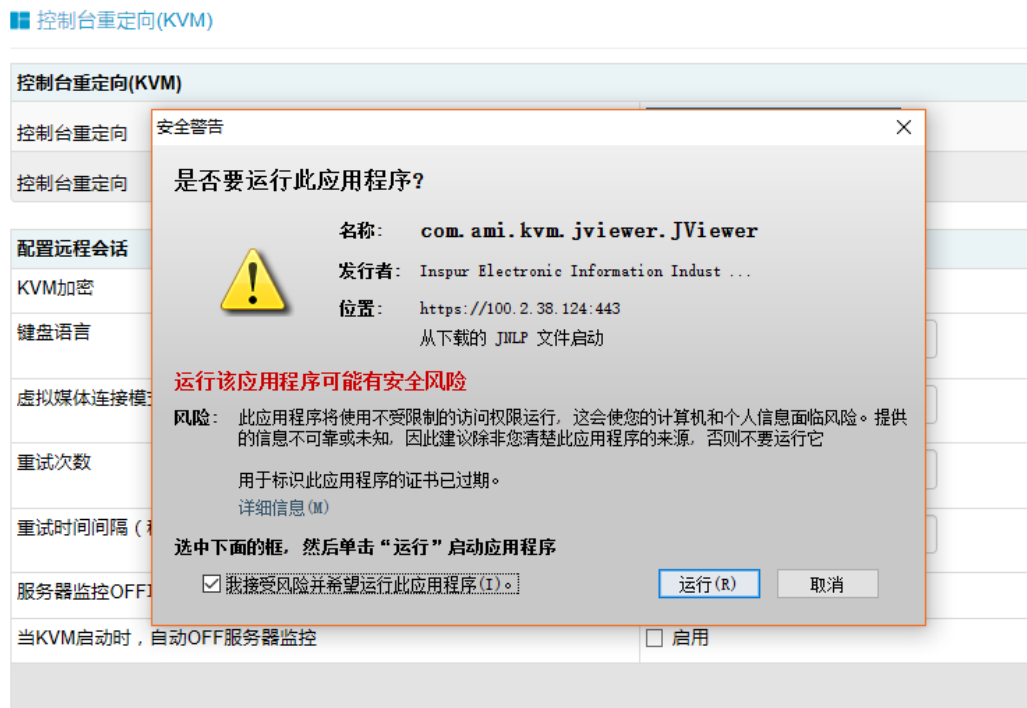 控制台重定向(KVM)
控制台重定向(KVM)
控制台重定向
控制台重定向
配置远程会话
KVM加密
键盘语言
虚拟媒体连接模
重试次数
重试时间间隔（
服务器监控OFF
当KVM启动时，自动OFF服务器监控
启用
安全警告
是否要运行此应用程序?
名称: com.ami.kvm.jviewer.JViewer
发行者: Inspur Electronic Information Indust ...
位置: https://100.2.38.124:443
从下载的 JNLP 文件启动
运行该应用程序可能有安全风险
风险: 此应用程序将使用不受限制的访问权限运行, 这会使您的计算机和个人信息面临风险。提供
的信息不可靠或未知, 因此建议除非您清楚此应用程序的来源, 否则不要运行它
用于标识此应用程序的证书已过期。
详细信息(M)
选中下面的框, 然后单击“运行”启动应用程序
我接受风险并希望运行此应用程序(I)。
运行(R)
取消